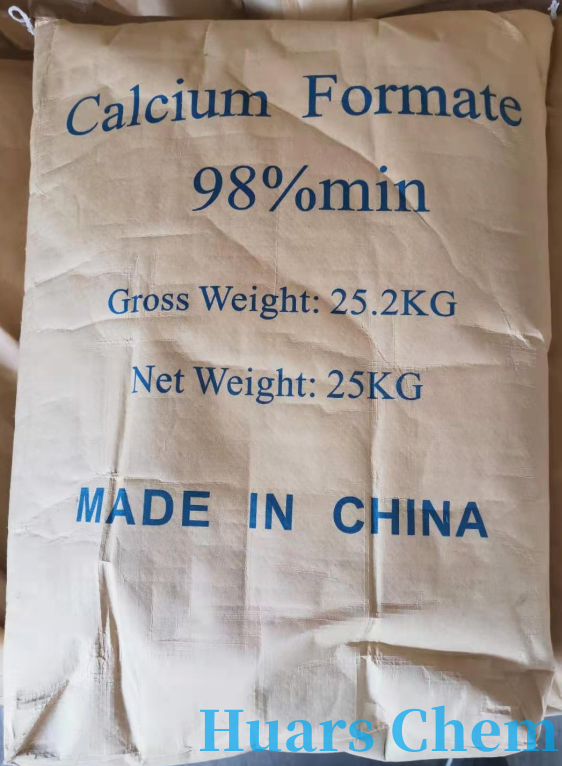 Calcium Formate
98%min
Gross Weight: 25.2KG
Net Weight: 25KG
MADE IN CHINA
Huars Chem